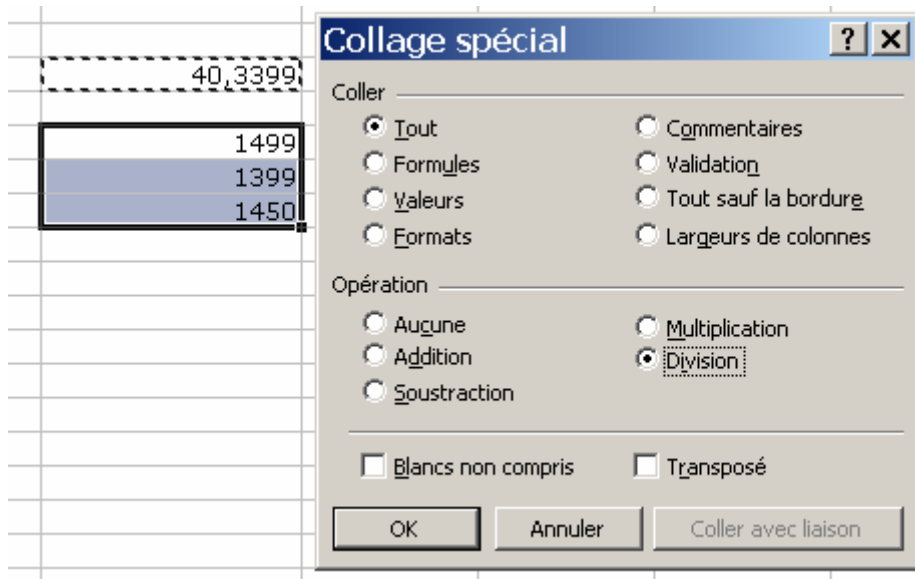 Collage spécial
40,3399
1499
1399
1450
Coller
Tout
Commentaires
Formules
Validation
Valeurs
Tout sauf la bordure
Formats
Largeurs de colonnes
Opération
Aucune
Multiplication
Addition
Division
Soustraction
Blancs non compris
Transposé
OK
Annuler
Coller avec liaison